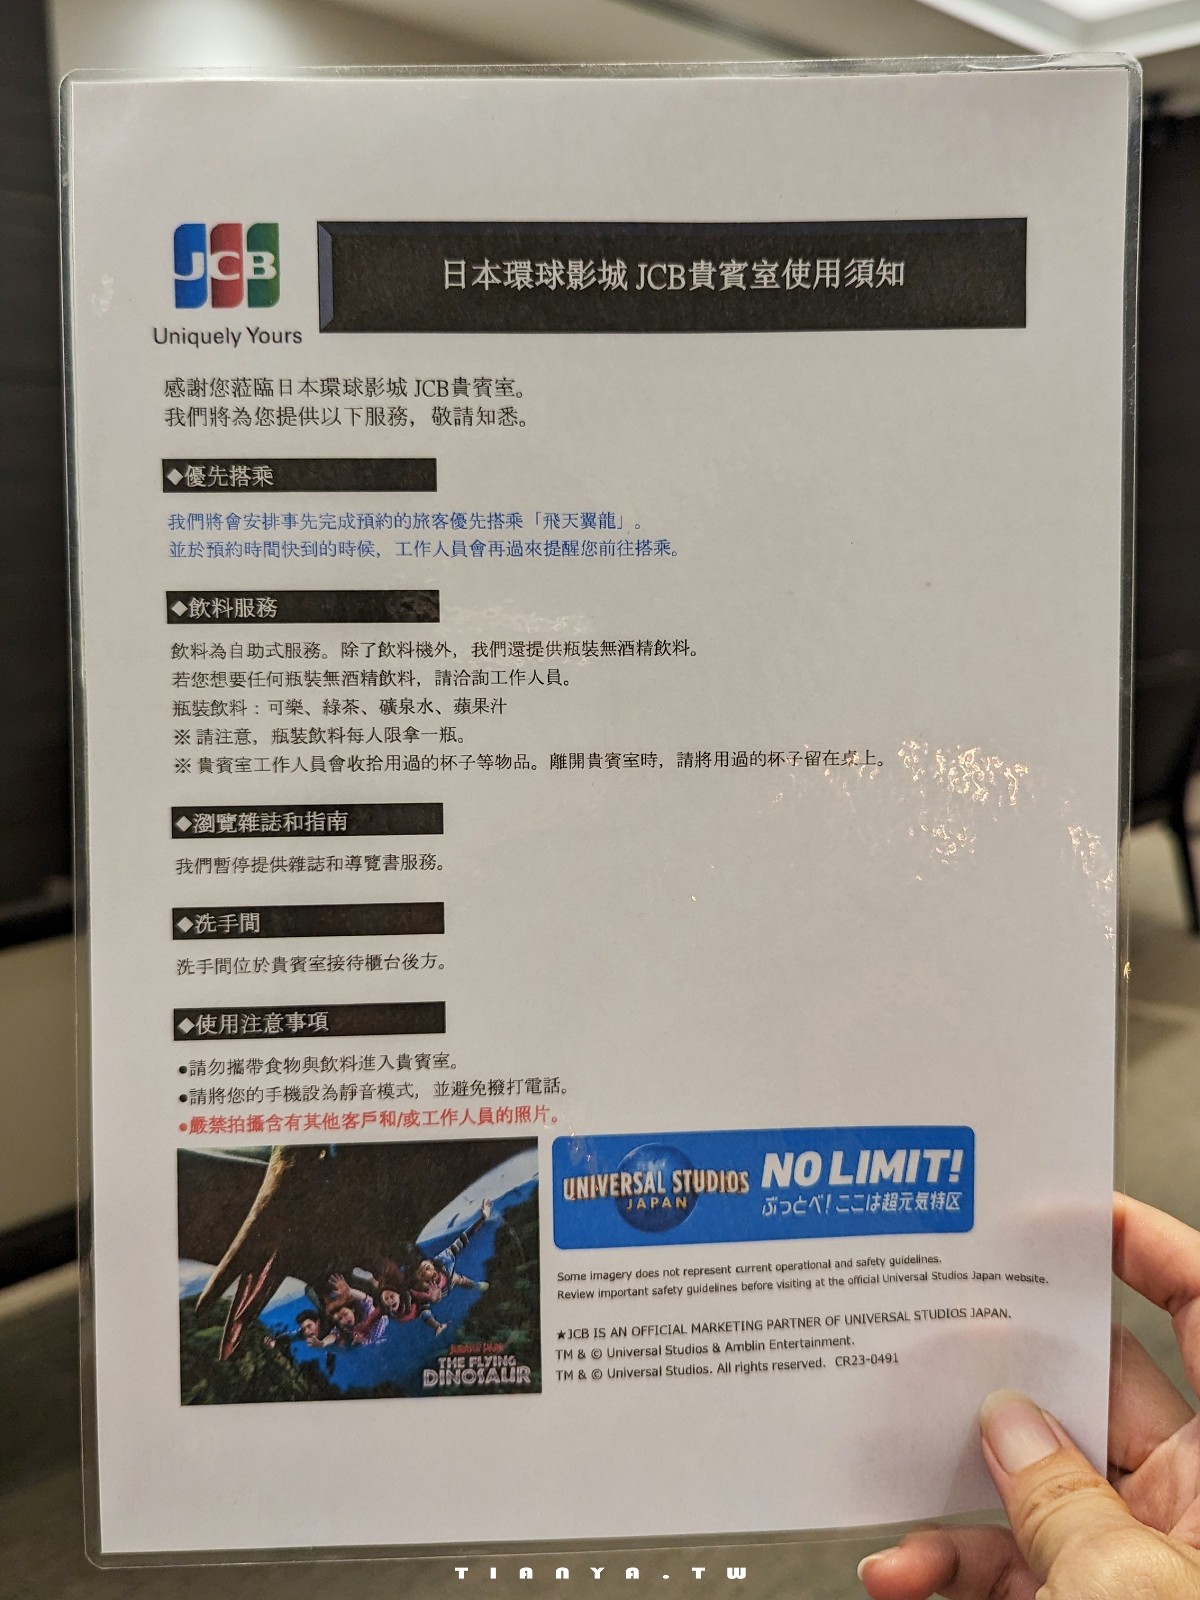 JCB
Uniquely Yours
日本環球影城 JCB貴賓室使用須知
感謝您蒞臨日本環球影城 JCB貴賓室。
我們將為您提供以下服務，敬請知悉。
◆優先搭乘
我們將會安排事先完成預約的旅客優先搭乘「飛天翼龍」。
並於預約時間快到的時候，工作人員會再過來提醒您前往搭乘。
◆飲料服務
飲料為自助式服務。除了飲料機外，我們還提供瓶裝無酒精飲料。
若您想要任何瓶裝無酒精飲料，請洽詢工作人員。
瓶裝飲料：可樂、綠茶、礦泉水、蘋果汁
※ 請注意，瓶裝飲料每人限拿一瓶。
※ 貴賓室工作人員會收拾用過的杯子等物品。離開貴賓室時，請將用過的杯子留在桌上。
◆瀏覽雜誌和指南
我們暫停提供雜誌和導覽書服務。
◆洗手間
洗手間位於貴賓室接待櫃台後方。
◆使用注意事項
●請勿攜帶食物與飲料進入貴賓室。
●請將您的手機設為靜音模式，並避免撥打電話。
●嚴禁拍攝含有其他客戶和/或工作人員的照片。
JURASSIC PARK
THE FLYING
DINOSAUR
UNIVERSAL STUDIOS
JAPAN
NO LIMIT!
ぶっとべ！ここは超元気特区
Some imagery does not represent current operational and safety guidelines.
Review important safety guidelines before visiting at the official Universal Studios Japan website.
★JCB IS AN OFFICIAL MARKETING PARTNER OF UNIVERSAL STUDIOS JAPAN.
TM & © Universal Studios & Amblin Entertainment.
TM & © Universal Studios. All rights reserved. CR23-0491
TIANYA.TW